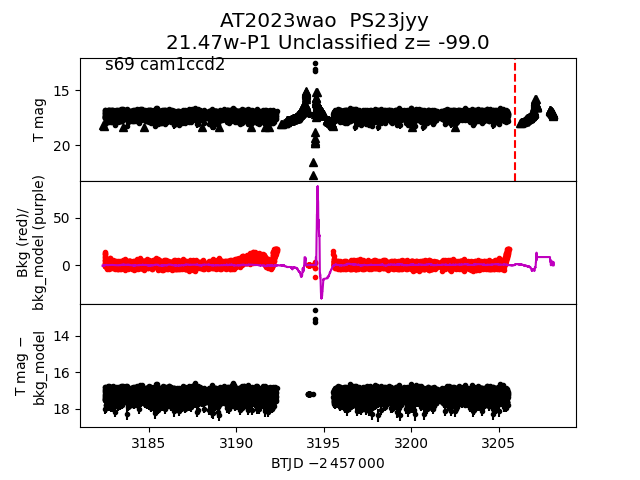 AT2023wao  PS23jyy
21.47w-P1 Unclassified z= -99.0
s69 cam1ccd2
T mag
15
20
Bkg (red)/
bkg_model (purple)
50
0
T mag −
bkg_model
14
16
18
3185 3190 3195 3200 3205
BTJD −2 457 000